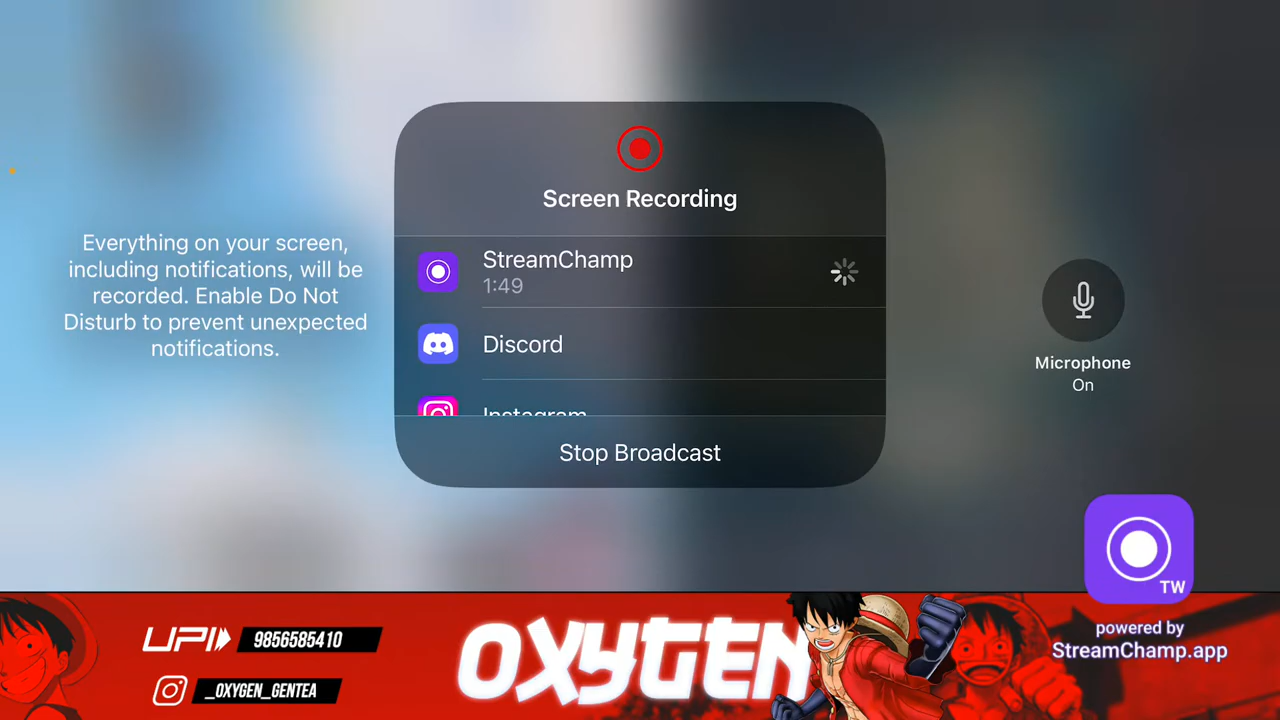 Screen Recording
Everything on your screen,
including notifications, will be
recorded. Enable Do Not
Disturb to prevent unexpected
notifications.
StreamChamp
1:49
Discord
Instagram
Stop Broadcast
Microphone
On
TW
powered by
StreamChamp.app
UPI
9856585410
_OXYGEN_GENTEA
OXYGEN